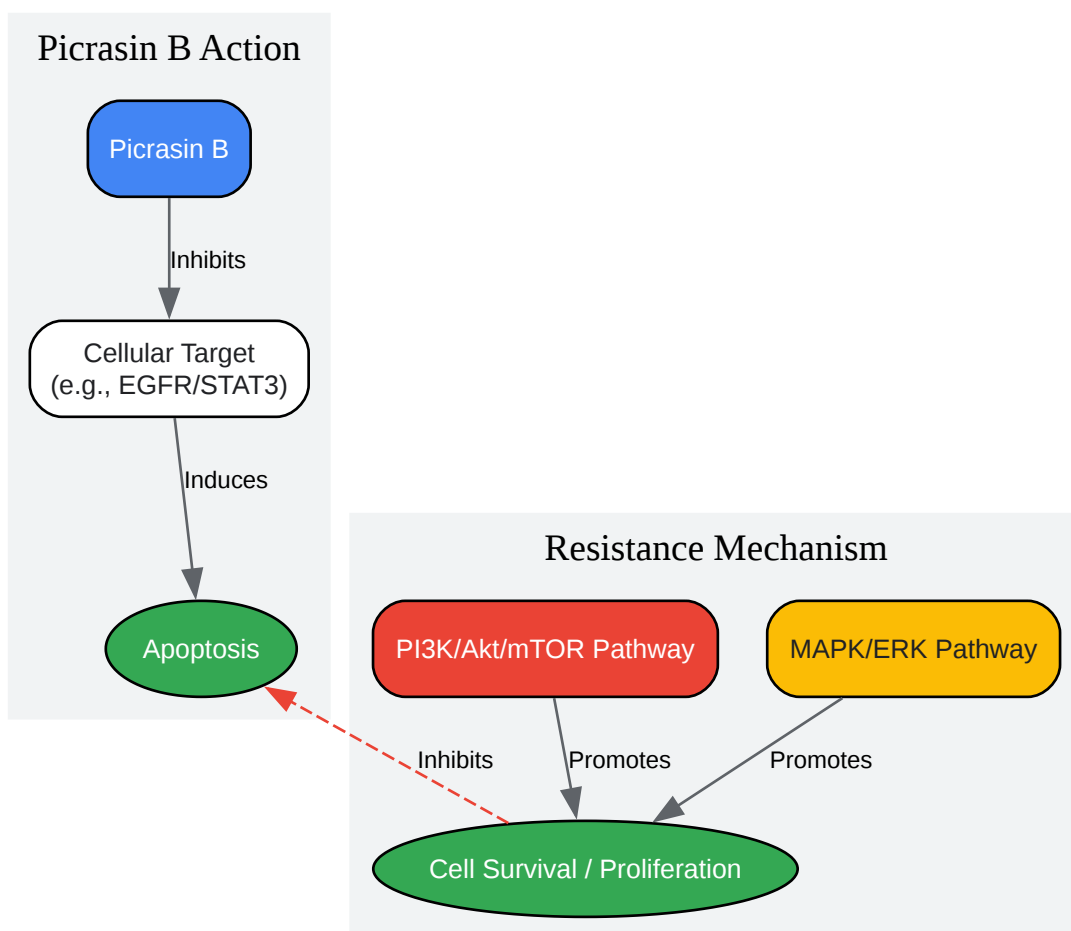 Picrasin B Action
Picrasin B
Inhibits
Cellular Target
(e.g., EGFR/STAT3)
Induces
Apoptosis
Resistance Mechanism
PI3K/Akt/mTOR Pathway
MAPK/ERK Pathway
Inhibits
Promotes
Promotes
Cell Survival / Proliferation